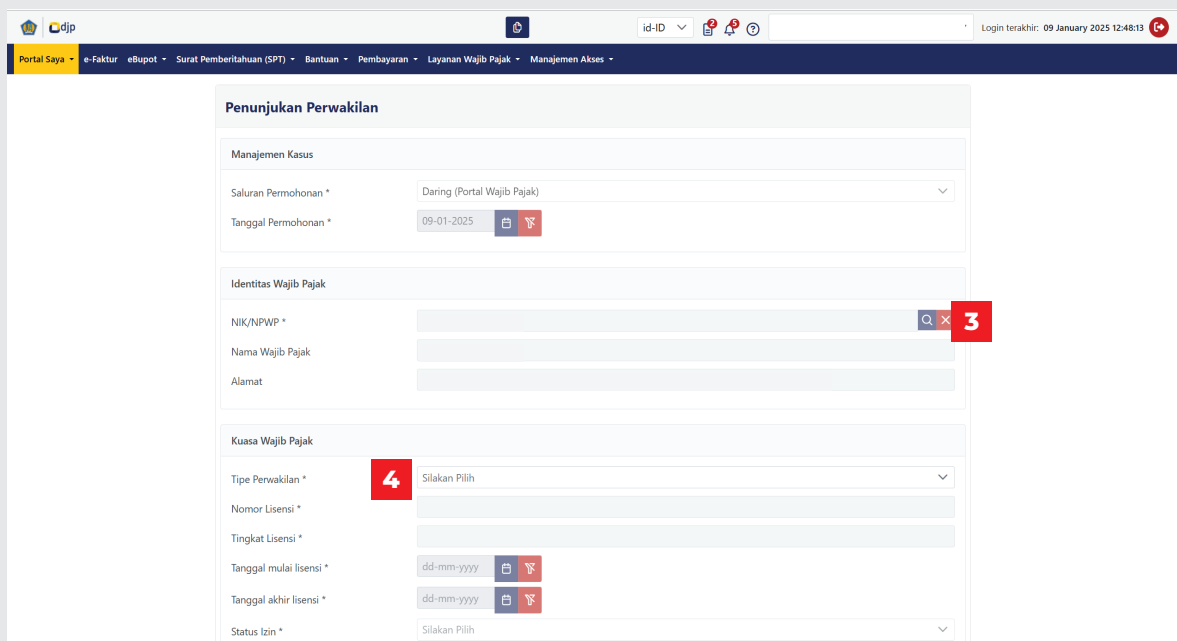 djp id-ID 2 5 Login terakhir: 09 January 2025 12:48:13
Portal Saya e-Faktur eBupot Surat Pemberitahuan (SPT) Bantuan Pembayaran Layanan Wajib Pajak Manajemen Akses
Penunjukan Perwakilan
Manajemen Kasus
Saluran Permohonan * Daring (Portal Wajib Pajak)
Tanggal Permohonan * 09-01-2025
Identitas Wajib Pajak
NIK/NPWP * 3
Nama Wajib Pajak
Alamat
Kuasa Wajib Pajak
Tipe Perwakilan * 4 Silakan Pilih
Nomor Lisensi *
Tingkat Lisensi *
Tanggal mulai lisensi * dd-mm-yyyy
Tanggal akhir lisensi * dd-mm-yyyy
Status Izin * Silakan Pilih